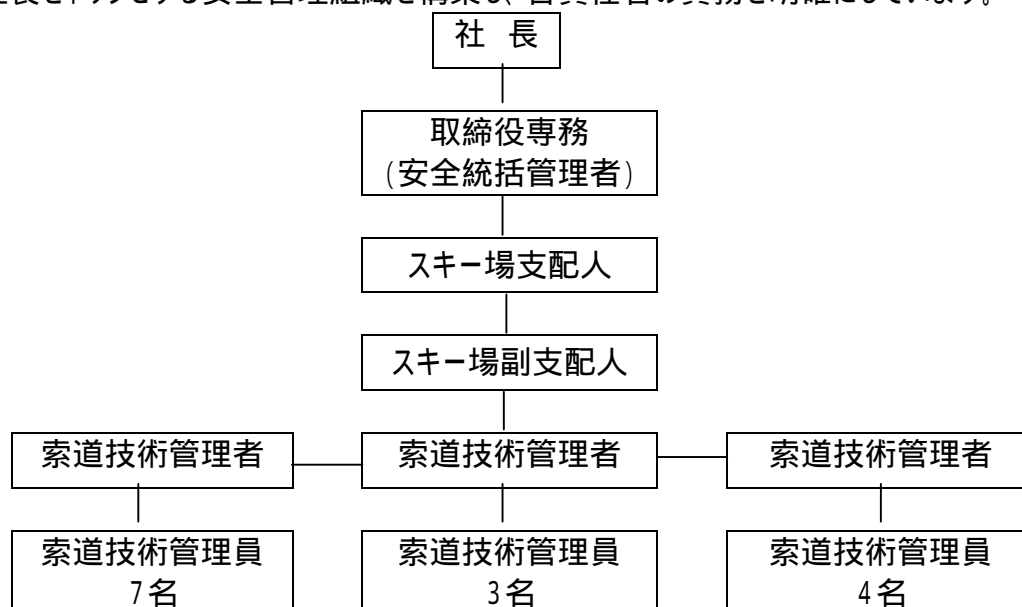 社長をトップとする安全管理組織を構築し、各責任者の責務を明確にしています。
社 長
取締役専務
(安全統括管理者)
スキー場支配人
スキー場副支配人
索道技術管理者 索道技術管理者 索道技術管理者
索道技術管理員 索道技術管理員 索道技術管理員
7名 3名 4名